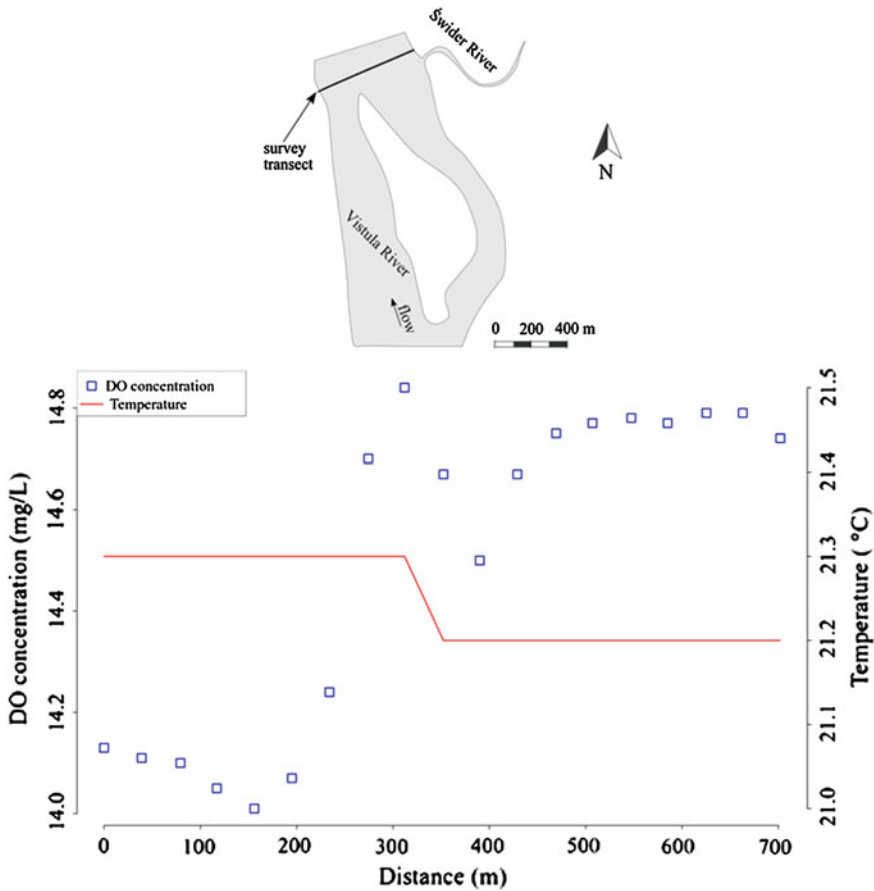 Świder River
survey
transect
N
Vistula River
flow
0 200 400 m
DO concentration
Temperature
DO concentration (mg/L)
14.8
14.6
14.4
14.2
14.0
21.5
21.4
21.3
21.2
21.1
21.0
Temperature ( °C)
0 100 200 300 400 500 600 700
Distance (m)